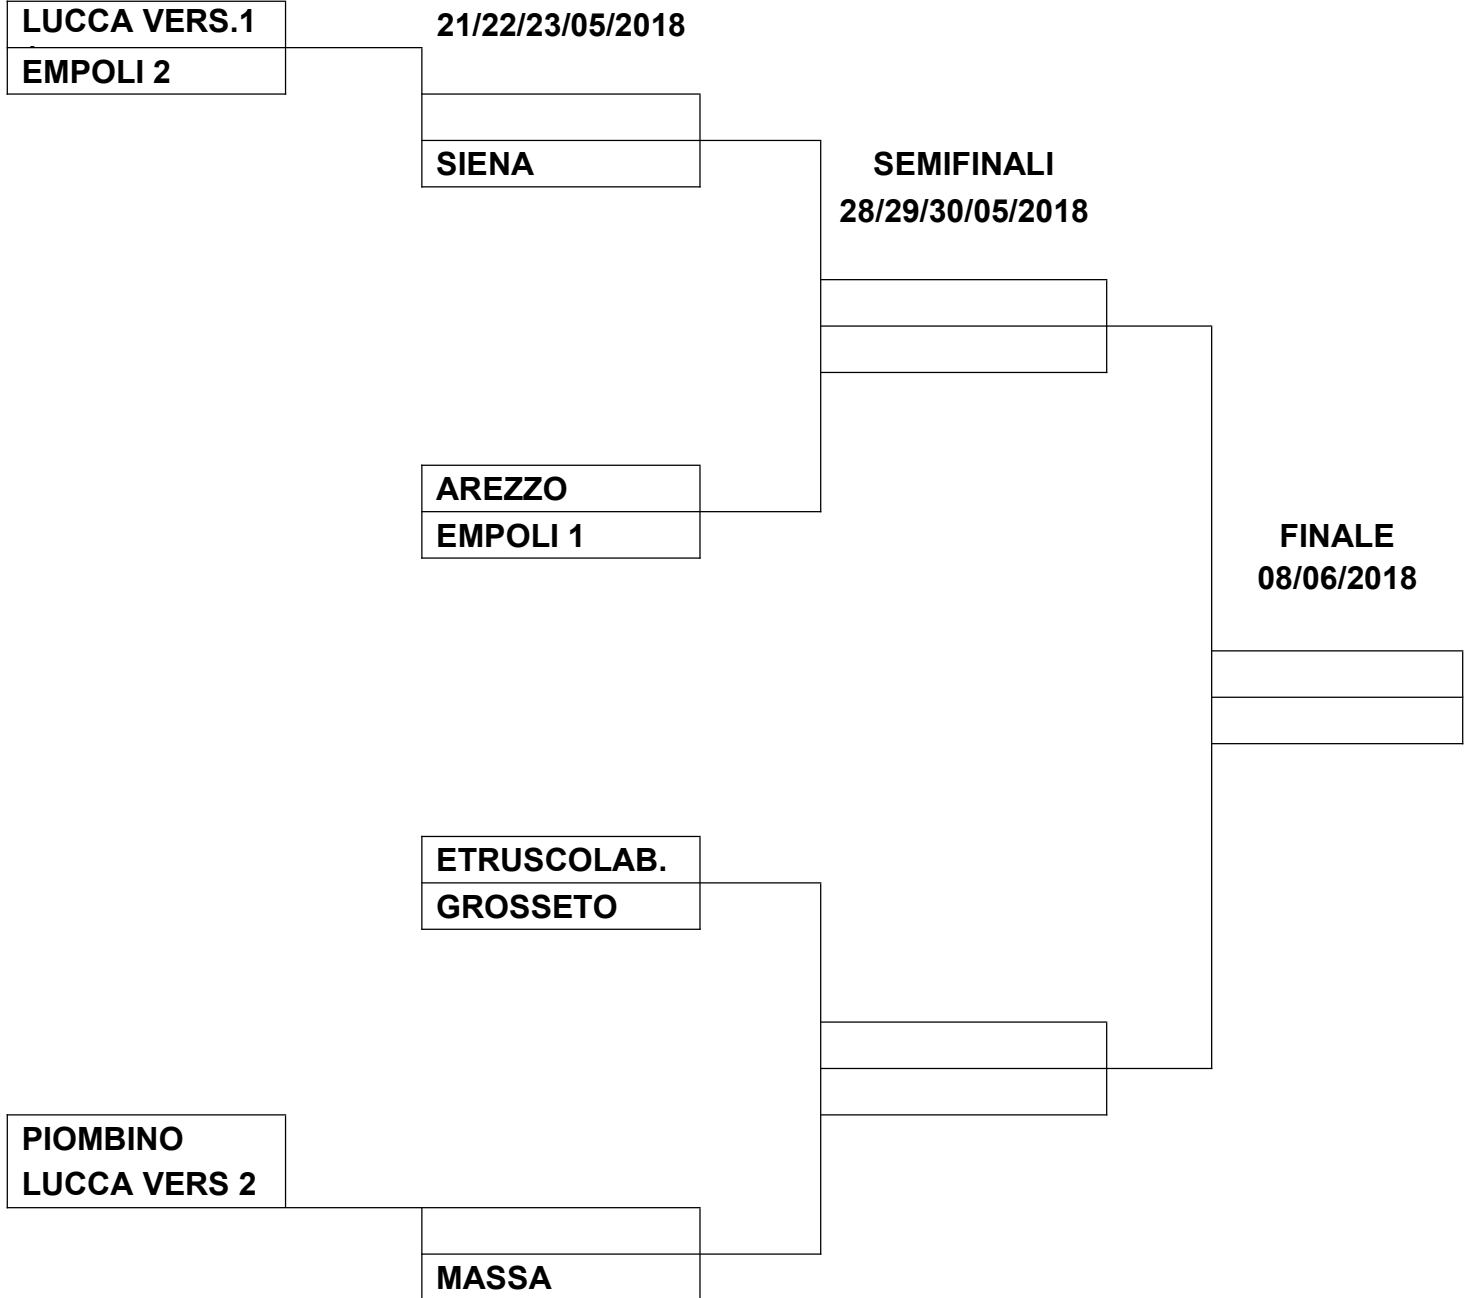 LUCCA VERS.1
21/22/23/05/2018
EMPOLI 2
SIENA
SEMIFINALI
28/29/30/05/2018
AREZZO
EMPOLI 1
FINALE
08/06/2018
ETRUSCOLAB.
GROSSETO
PIOMBINO
LUCCA VERS 2
MASSA